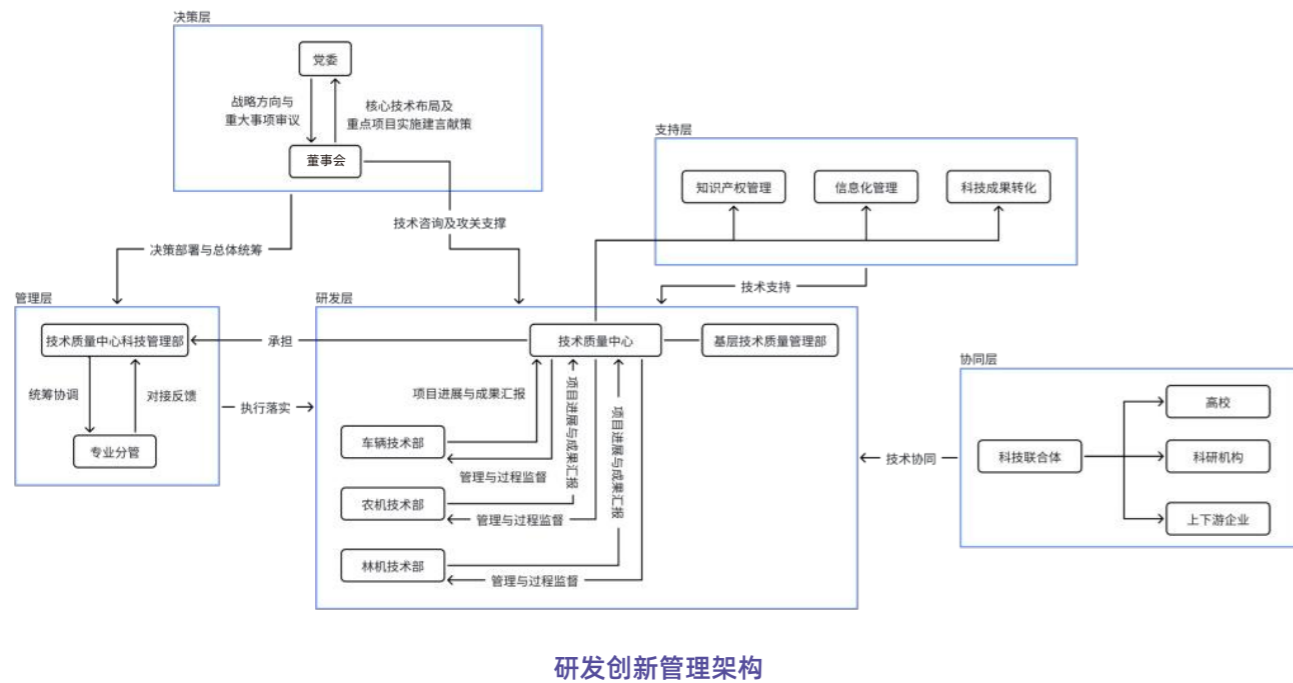 决策层
党委
战略方向与
重大事项审议
核心技术布局及
重点项目实施建言献策
董事会
支持层
知识产权管理
信息化管理
科技成果转化
技术咨询及攻关支撑
决策部署与总体统筹
技术支持
管理层
技术质量中心科技管理部
统筹协调
对接反馈
专业分管
执行落实
研发层
承担
技术质量中心
基层技术质量管理部
项目进展与成果汇报
项目进展与成果汇报
项目进展与成果汇报
车辆技术部
管理与过程监督
农机技术部
管理与过程监督
林机技术部
管理与过程监督
协同层
技术协同
科技联合体
高校
科研机构
上下游企业
研发创新管理架构